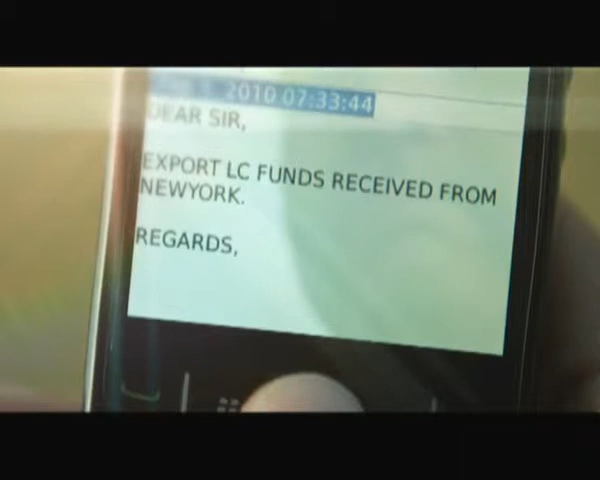 2010 07:33:44
DEAR SIR,
EXPORT LC FUNDS RECEIVED FROM
NEWYORK.
REGARDS,